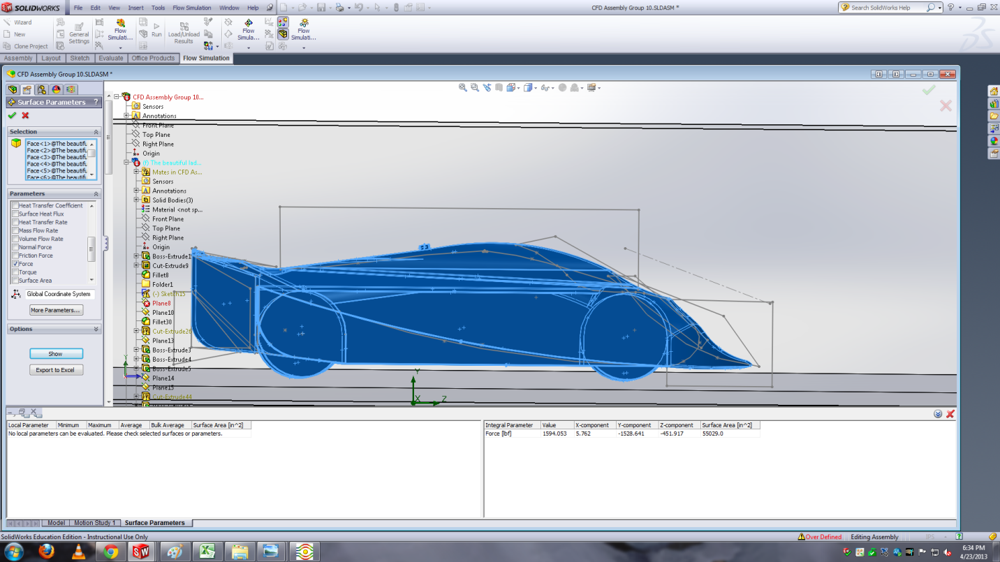 SOLIDWORKS File Edit View Insert Tools Flow Simulation Window Help CFD Assembly Group 10.SLDASM * Search SolidWorks Help
Wizard
New
Clone Project
General Settings
Flow Simulati...
Run
Load/Unload Results
Flow Simula...
Flow Simulati...
Assembly Layout Sketch Evaluate Office Products Flow Simulation
CFD Assembly Group 10.SLDASM *
Surface Parameters ?
Selection
Face<1>@The beautifu
Face<2>@The beautifu
Face<3>@The beautifu
Face<4>@The beautifu
Face<5>@The beautifu
Face<6>@The beautifu
Parameters
Heat Transfer Coefficient
Surface Heat Flux
Heat Transfer Rate
Mass Flow Rate
Volume Flow Rate
Normal Force
Friction Force
Force
Torque
Surface Area
Global Coordinate System
More Parameters...
Options
Show
Export to Excel
CFD Assembly Group 10...
Sensors
Annotations
Front Plane
Top Plane
Right Plane
Origin
(f) The beautiful lad...
Mates in CFD As...
Sensors
Annotations
Solid Bodies(3)
Material <not sp...
Front Plane
Top Plane
Right Plane
Origin
Boss-Extrude1
Cut-Extrude9
Fillet8
Folder1
(-) Sketch15
Plane8
Plane10
Fillet30
Cut-Extrude26
Plane13
Boss-Extrude3
Boss-Extrude4
Boss-Extrude5
Plane14
Plane15
Cut-Extrude44
Y
X
Z
Local Parameter Minimum Maximum Average Bulk Average Surface Area [in^2]
No local parameters can be evaluated. Please check selected surfaces or parameters.
Integral Parameter Value X-component Y-component Z-component Surface Area [in^2]
Force [lbf] 1594.053 5.762 -1528.641 -451.917 55029.0
Model Motion Study 1 Surface Parameters
SolidWorks Education Edition - Instructional Use Only Over Defined Editing Assembly IPS
6:34 PM
4/23/2013